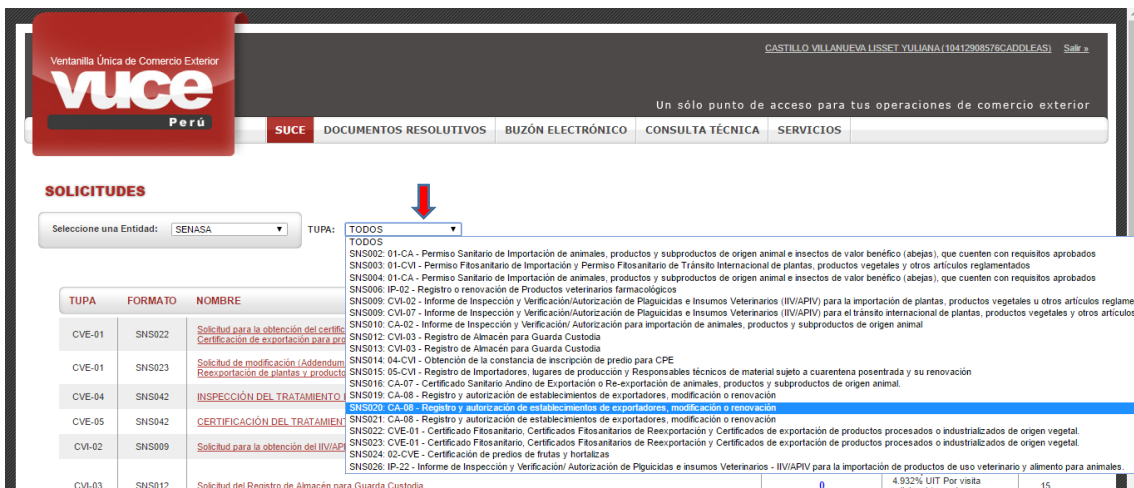 Ventanilla Única de Comercio Exterior
vuce
Perú
CASTILLO VILLANUEVA LISSET YULIANA (10412908576CADDLEAS) Salir »
Un sólo punto de acceso para tus operaciones de comercio exterior
SUCE DOCUMENTOS RESOLUTIVOS BUZÓN ELECTRÓNICO CONSULTA TÉCNICA SERVICIOS
SOLICITUDES
Seleccione una Entidad: SENASA TUPA: TODOS
TODOS
SNS002: 01-CA - Permiso Sanitario de Importación de animales, productos y subproductos de origen animal e insectos de valor benéfico (abejas), que cuenten con requisitos aprobados
SNS003: 01-CVI - Permiso Fitosanitario de Importación y Permiso Fitosanitario de Tránsito Internacional de plantas, productos vegetales y otros artículos reglamentados
SNS004: 01-CA - Permiso Sanitario de Importación de animales, productos y subproductos de origen animal e insectos de valor benéfico (abejas), que cuenten con requisitos aprobados
SNS006: IP-02 - Registro o renovación de Productos veterinarios farmacológicos
SNS009: CVI-02 - Informe de Inspección y Verificación/Autorización de Plaguicidas e Insumos Veterinarios (IIV/APIV) para la importación de plantas, productos vegetales u otros artículos reglame
SNS009: CVI-07 - Informe de Inspección y Verificación/Autorización de Plaguicidas e Insumos Veterinarios (IIV/APIV) para el tránsito internacional de plantas, productos vegetales y otros artículos
SNS010: CA-02 - Informe de Inspección y Verificación/ Autorización para importación de animales, productos y subproductos de origen animal
SNS012: CVI-03 - Registro de Almacén para Guarda Custodia
SNS013: CVI-03 - Registro de Almacén para Guarda Custodia
SNS014: 04-CVI - Obtención de la constancia de inscripción de predio para CPE
SNS015: 05-CVI - Registro de Importadores, lugares de producción y Responsables técnicos de material sujeto a cuarentena posentrada y su renovación
SNS016: CA-07 - Certificado Sanitario Andino de Exportación o Re-exportación de animales, productos y subproductos de origen animal.
SNS019: CA-08 - Registro y autorización de establecimientos de exportadores, modificación o renovación
SNS020: CA-08 - Registro y autorización de establecimientos de exportadores, modificación o renovación
SNS021: CA-08 - Registro y autorización de establecimientos de exportadores, modificación o renovación
SNS022: CVE-01 - Certificado Fitosanitario, Certificados Fitosanitarios de Reexportación y Certificados de exportación de productos procesados o industrializados de origen vegetal.
SNS023: CVE-01 - Certificado Fitosanitario, Certificados Fitosanitarios de Reexportación y Certificados de exportación de productos procesados o industrializados de origen vegetal.
SNS024: 02-CVE - Certificación de predios de frutas y hortalizas
SNS026: IP-22 - Informe de Inspección y Verificación/ Autorización de Plguicidas e insumos Veterinarios - IIV/APIV para la importación de productos de uso veterinario y alimento para animales.
TUPA FORMATO NOMBRE
CVE-01 SNS022 Solicitud para la obtención del certific
Certificación de exportación para pro
CVE-01 SNS023 Solicitud de modificación (Addendum
Reexportación de plantas y producto
CVE-04 SNS042 INSPECCIÓN DEL TRATAMIENTO
CVE-05 SNS042 CERTIFICACIÓN DEL TRATAMIEN
CVI-02 SNS009 Solicitud para la obtención del IIV/API
CVI-03 SNS012 Solicitud del Registro de Almacén para Guarda Custodia 0 4.932% UIT Por visita 15